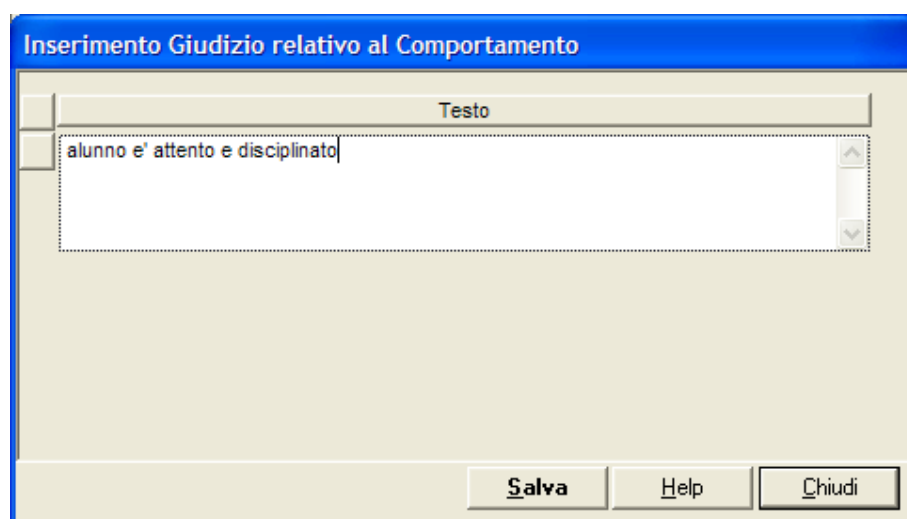 Inserimento Giudizio relativo al Comportamento
Testo
alunno e' attento e disciplinato
Salva Help Chiudi